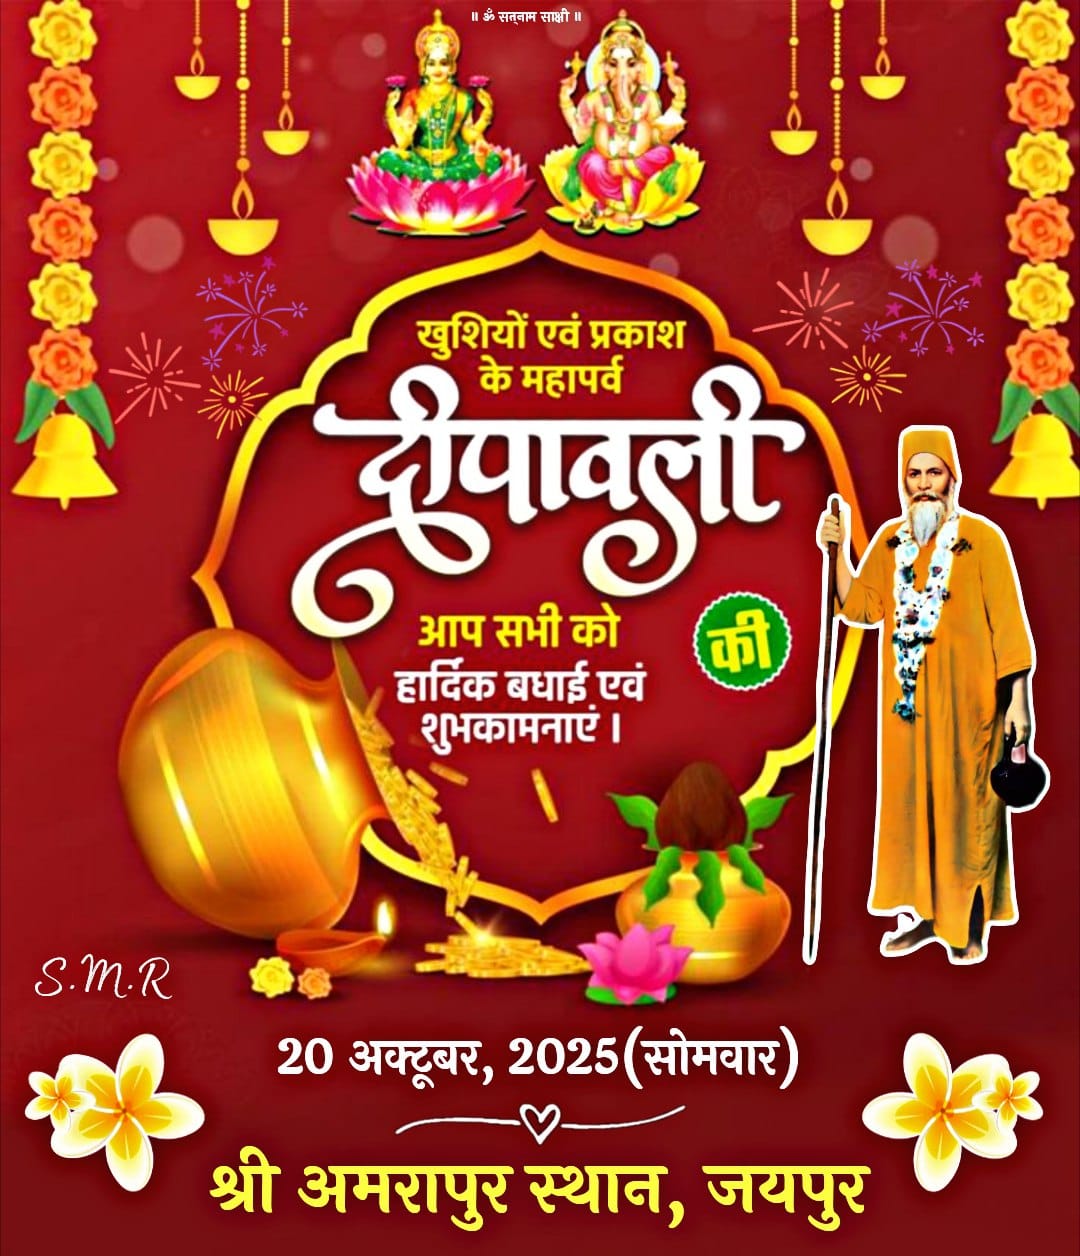 ॥ ॐ सत्नाम साक्षी ॥
खुशियों एवं प्रकाश
के महापर्व
दीपावली
की
आप सभी को
हार्दिक बधाई एवं
शुभकामनाएं ।
S.M.R
20 अक्टूबर, 2025(सोमवार)
श्री अमरापुर स्थान, जयपुर